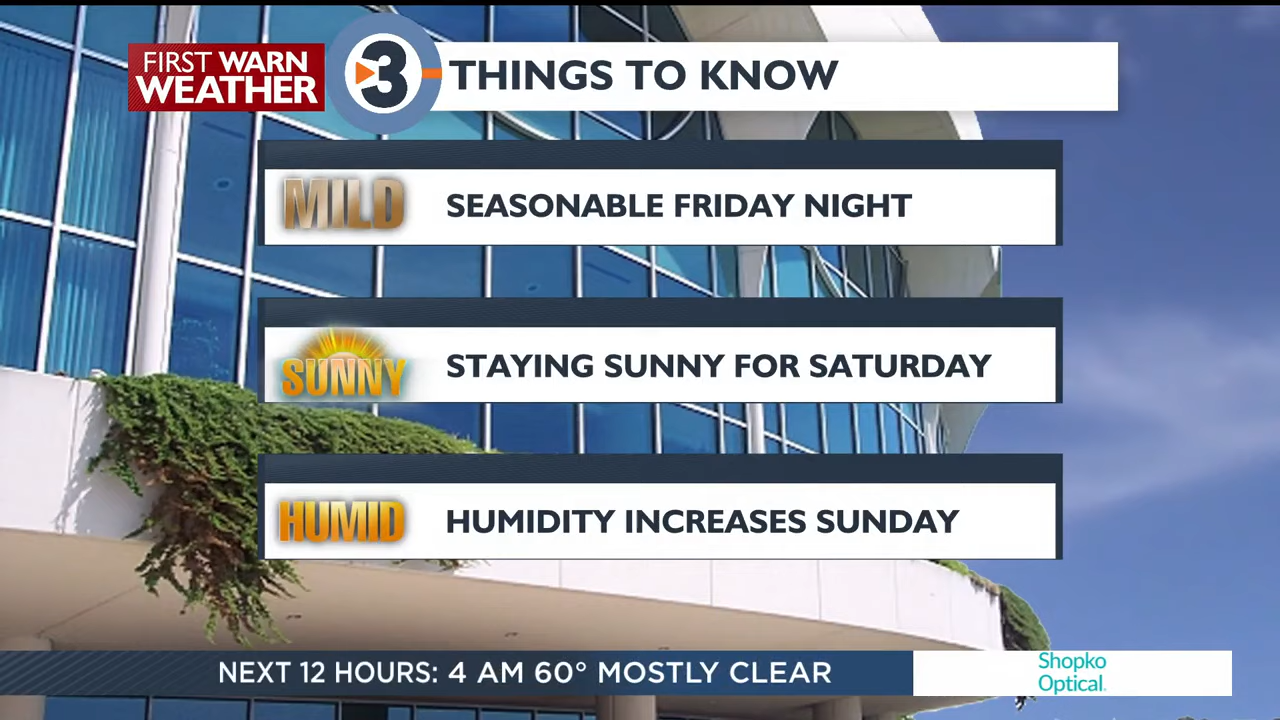 FIRST WARN
WEATHER
3 THINGS TO KNOW
MILD SEASONABLE FRIDAY NIGHT
SUNNY STAYING SUNNY FOR SATURDAY
HUMID HUMIDITY INCREASES SUNDAY
NEXT 12 HOURS: 4 AM 60° MOSTLY CLEAR
Shopko
Optical.